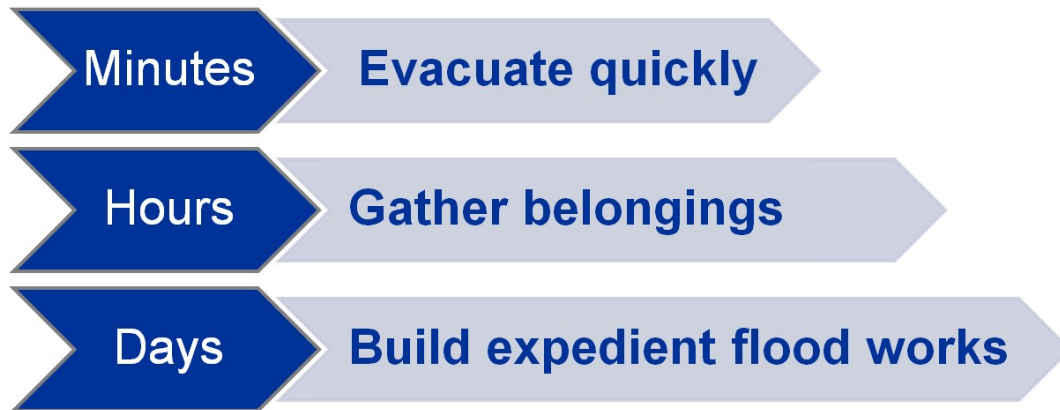 Minutes
Evacuate quickly
Hours
Gather belongings
Days
Build expedient flood works